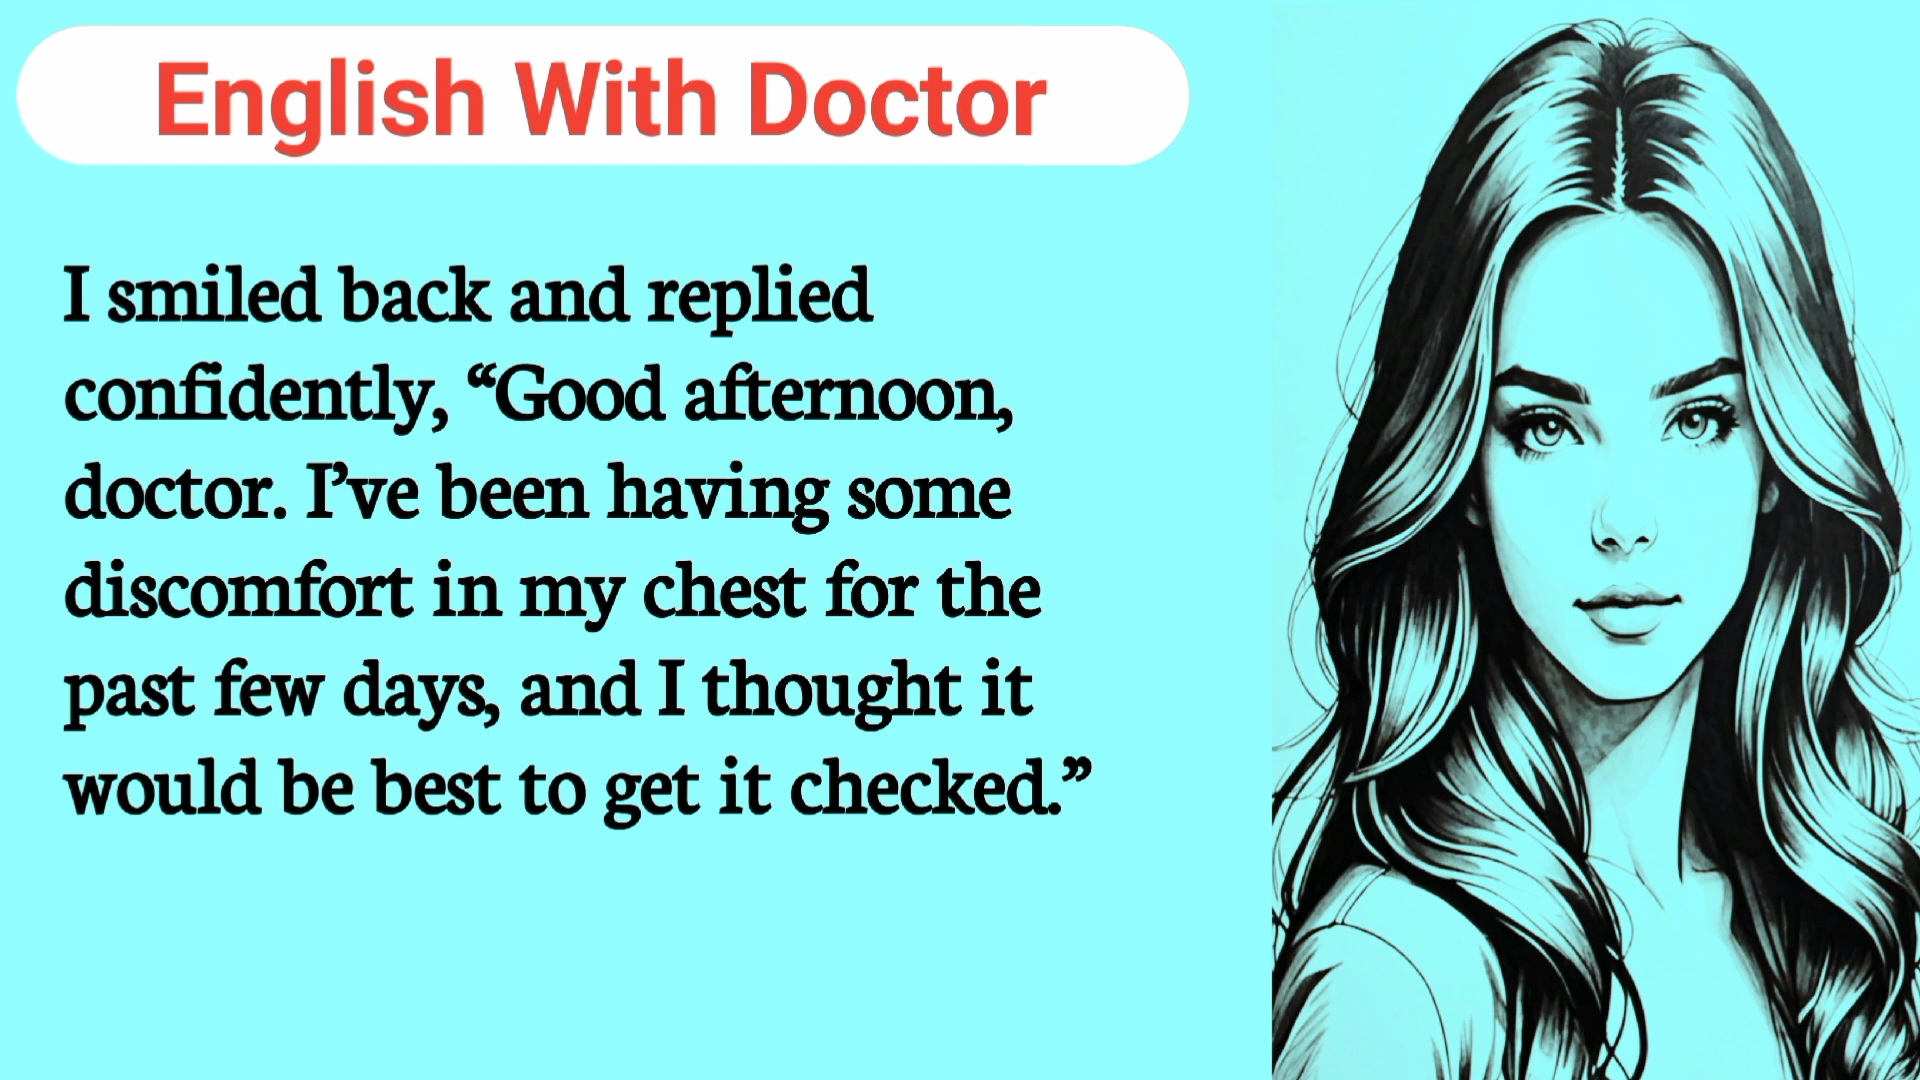 English With Doctor
I smiled back and replied
confidently, “Good afternoon,
doctor. I’ve been having some
discomfort in my chest for the
past few days, and I thought it
would be best to get it checked.”